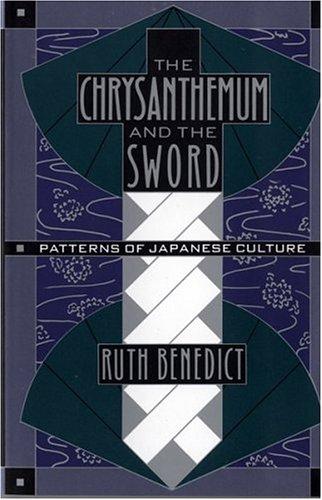 THE
CHRYSANTHEMUM
AND THE
SWORD
PATTERNS OF JAPANESE CULTURE
RUTH BENEDICT